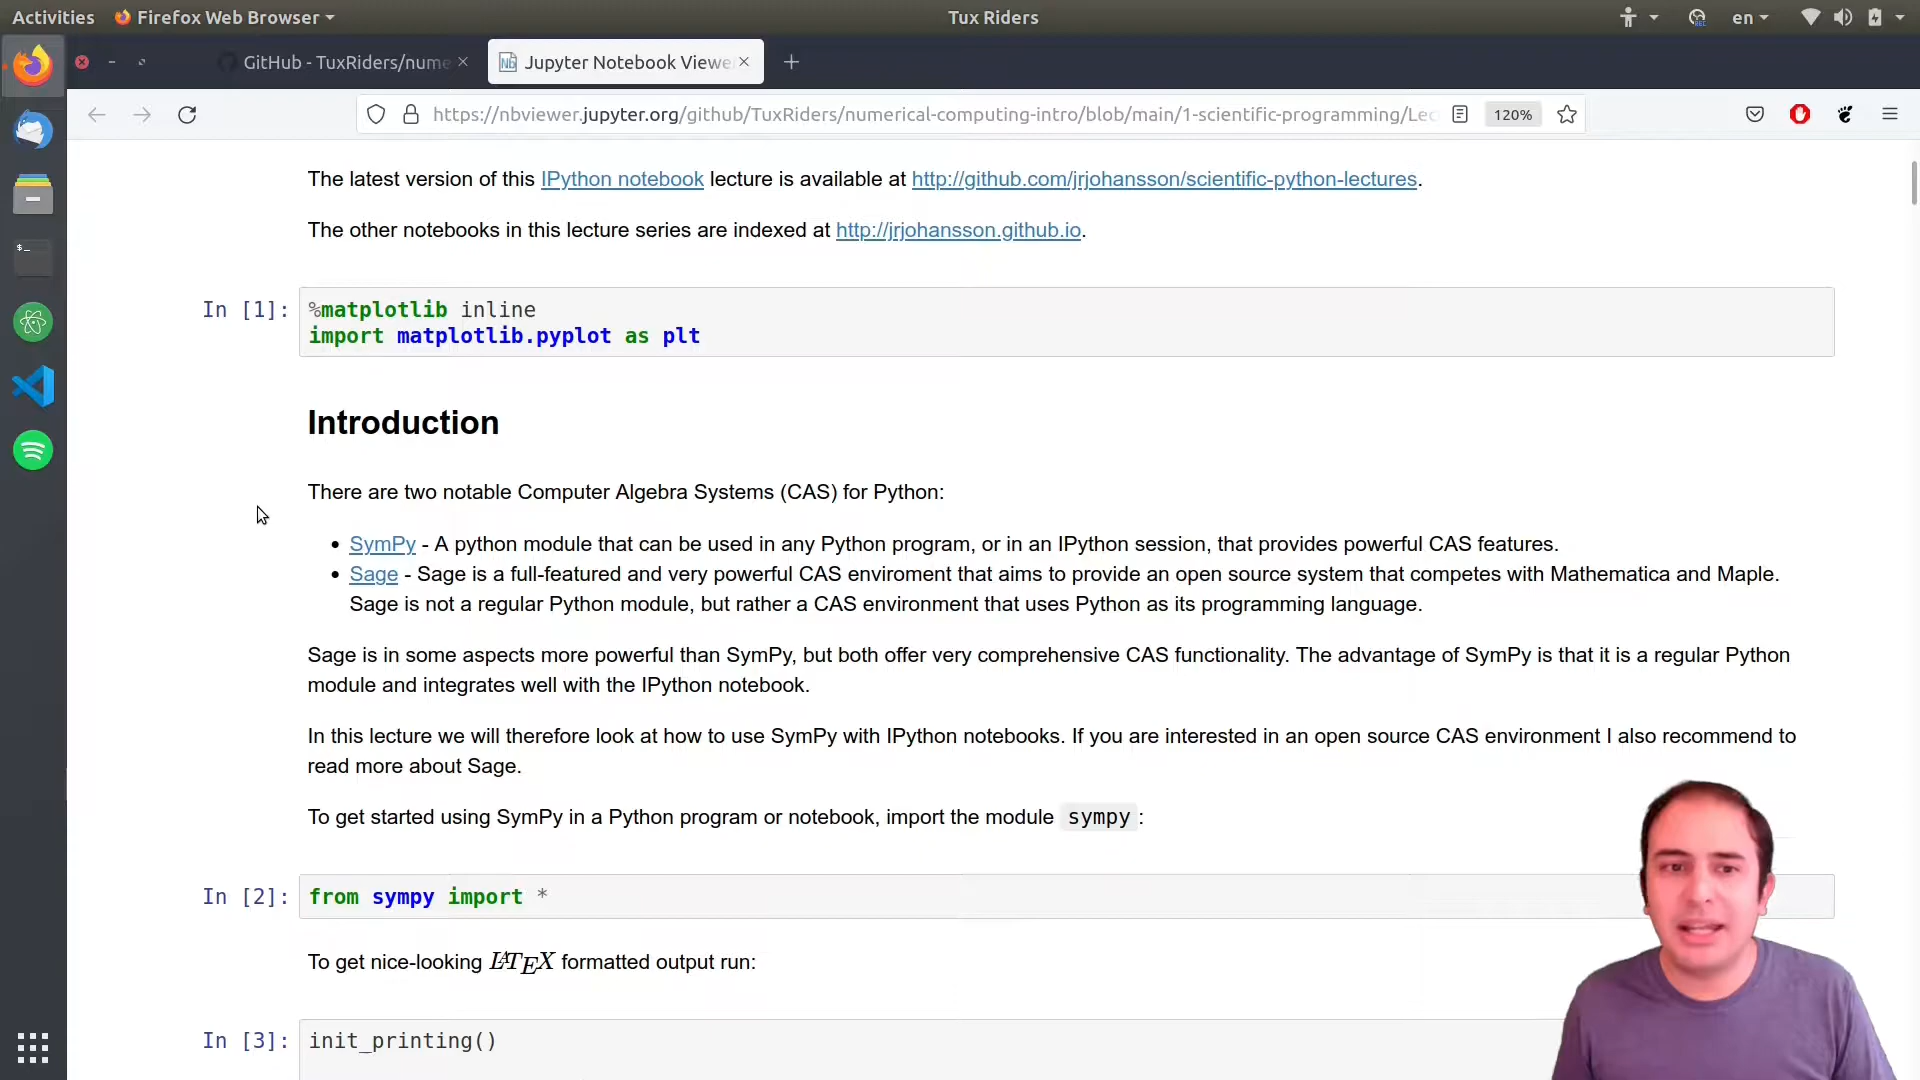 Activities Firefox Web Browser Tux Riders en
GitHub - TuxRiders/nume Jupyter Notebook Viewe
https://nbviewer.jupyter.org/github/TuxRiders/numerical-computing-intro/blob/main/1-scientific-programming/Lec 120%
The latest version of this IPython notebook lecture is available at http://github.com/jrjohansson/scientific-python-lectures.
The other notebooks in this lecture series are indexed at http://jrjohansson.github.io.
In [1]: %matplotlib inline
import matplotlib.pyplot as plt
Introduction
There are two notable Computer Algebra Systems (CAS) for Python:
• SymPy - A python module that can be used in any Python program, or in an IPython session, that provides powerful CAS features.
• Sage - Sage is a full-featured and very powerful CAS enviroment that aims to provide an open source system that competes with Mathematica and Maple.
Sage is not a regular Python module, but rather a CAS environment that uses Python as its programming language.
Sage is in some aspects more powerful than SymPy, but both offer very comprehensive CAS functionality. The advantage of SymPy is that it is a regular Python
module and integrates well with the IPython notebook.
In this lecture we will therefore look at how to use SymPy with IPython notebooks. If you are interested in an open source CAS environment I also recommend to
read more about Sage.
To get started using SymPy in a Python program or notebook, import the module sympy :
In [2]: from sympy import *
To get nice-looking LATEX formatted output run:
In [3]: init_printing()